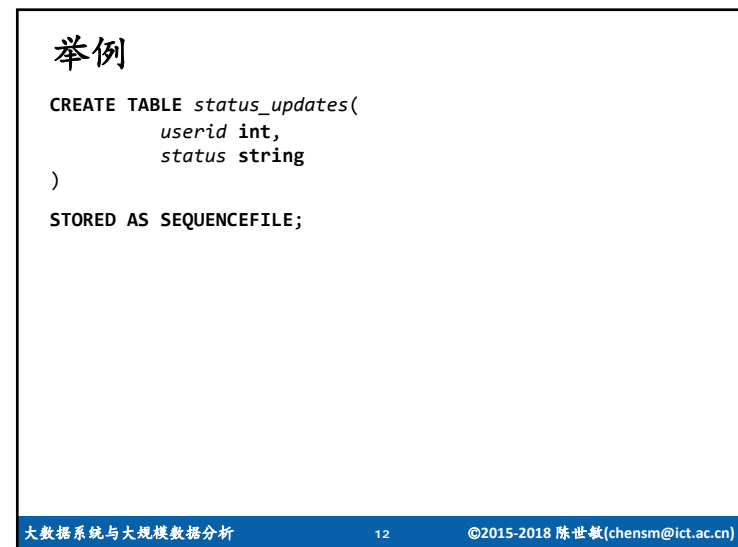 举例
CREATE TABLE status_updates(
userid int,
status string
)
STORED AS SEQUENCEFILE;
大数据系统与大规模数据分析 12 ©2015-2018 陈世敏(chensm@ict.ac.cn)